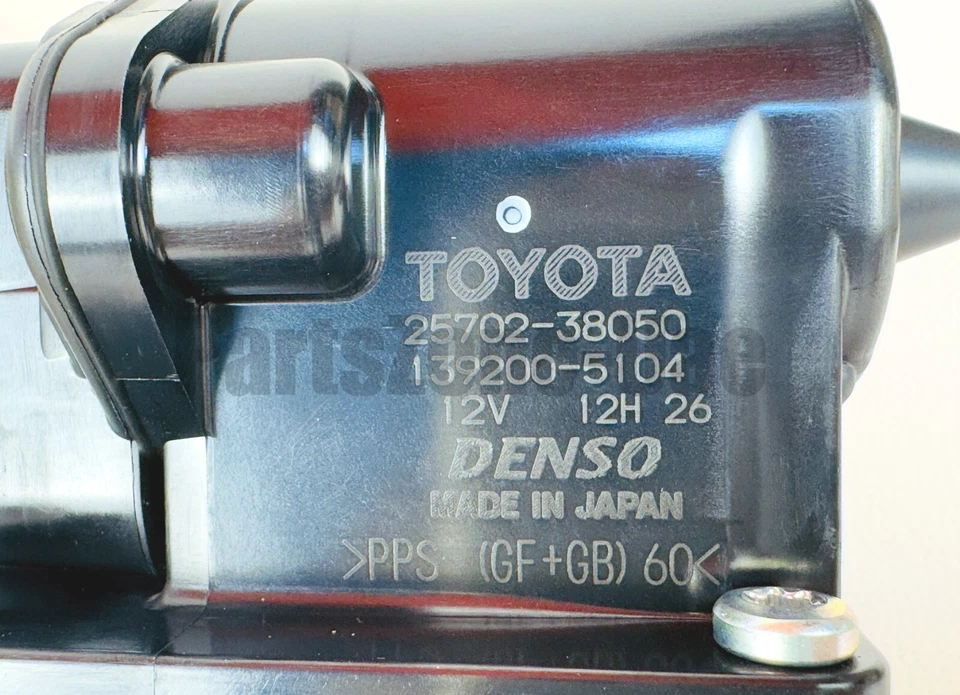 TOYOTA
25702-38050
139200-5104
12V 12H 26
DENSO
MADE IN JAPAN
>PPS (GF+GB) 60<